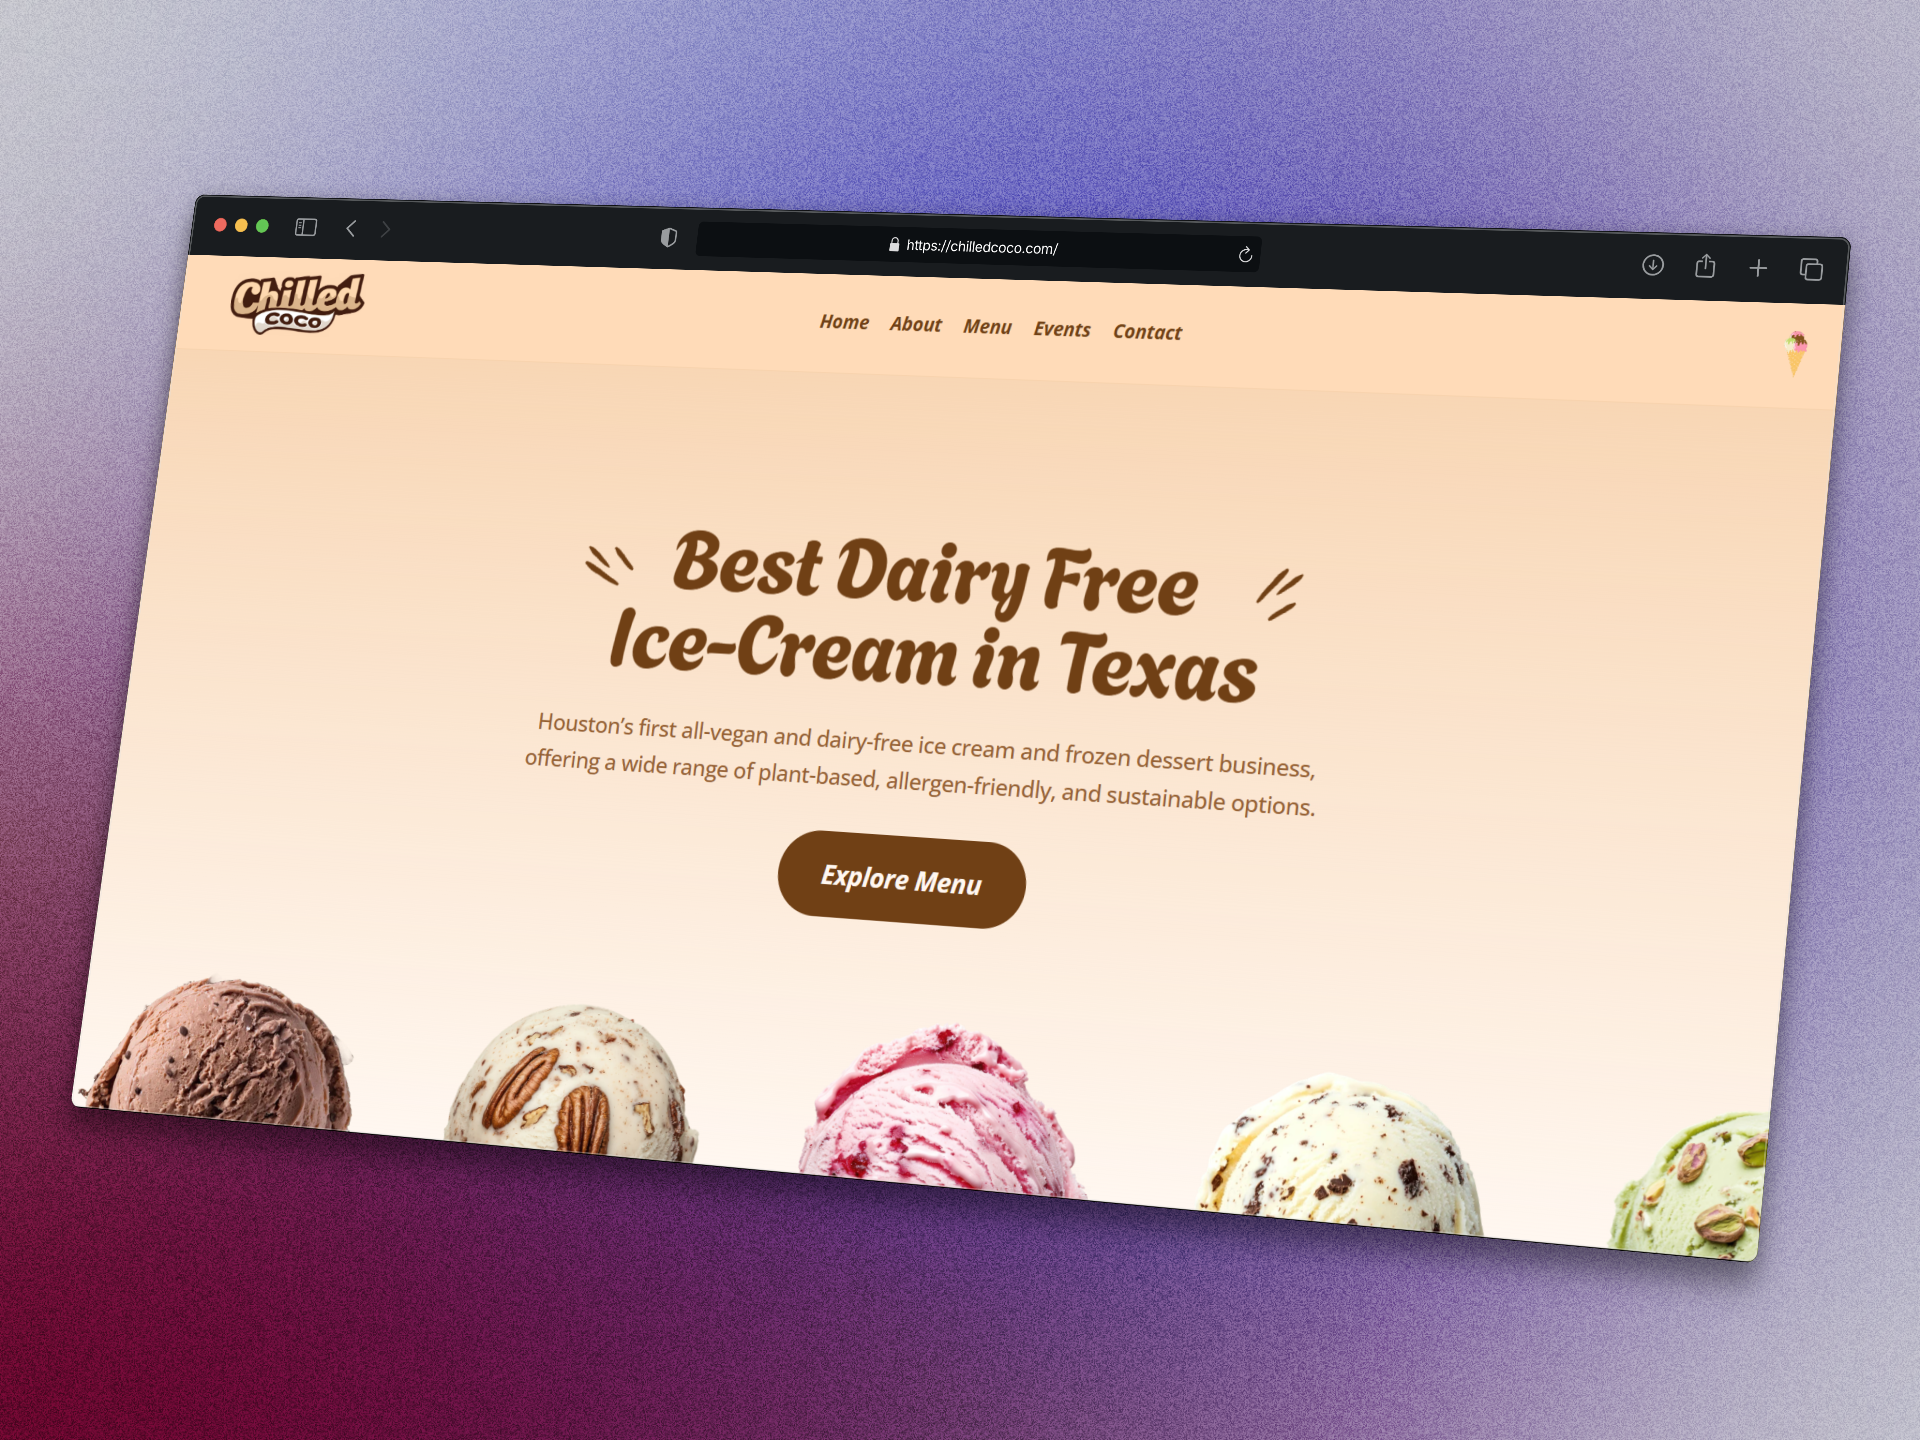 https://chilledcoco.com/
Chilled
COCO
Home About Menu Events Contact
Best Dairy Free
Ice-Cream in Texas
Houston’s first all-vegan and dairy-free ice cream and frozen dessert business,
offering a wide range of plant-based, allergen-friendly, and sustainable options.
Explore Menu